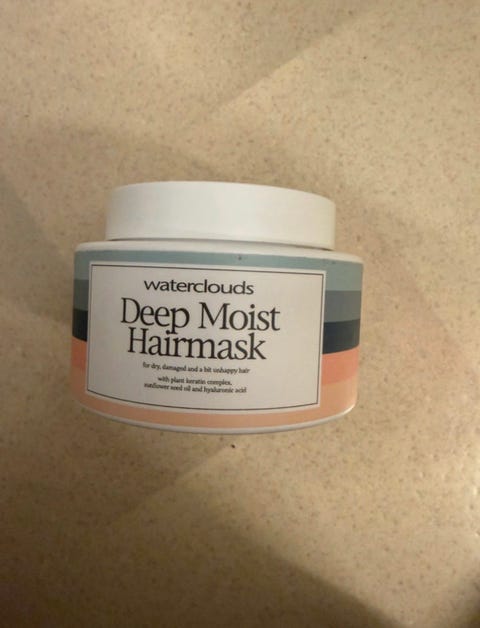 waterclouds
Deep Moist
Hairmask
for dry, damaged and a bit unhappy hair
with plant keratin complex,
sunflower seed oil and hyaluronic acid